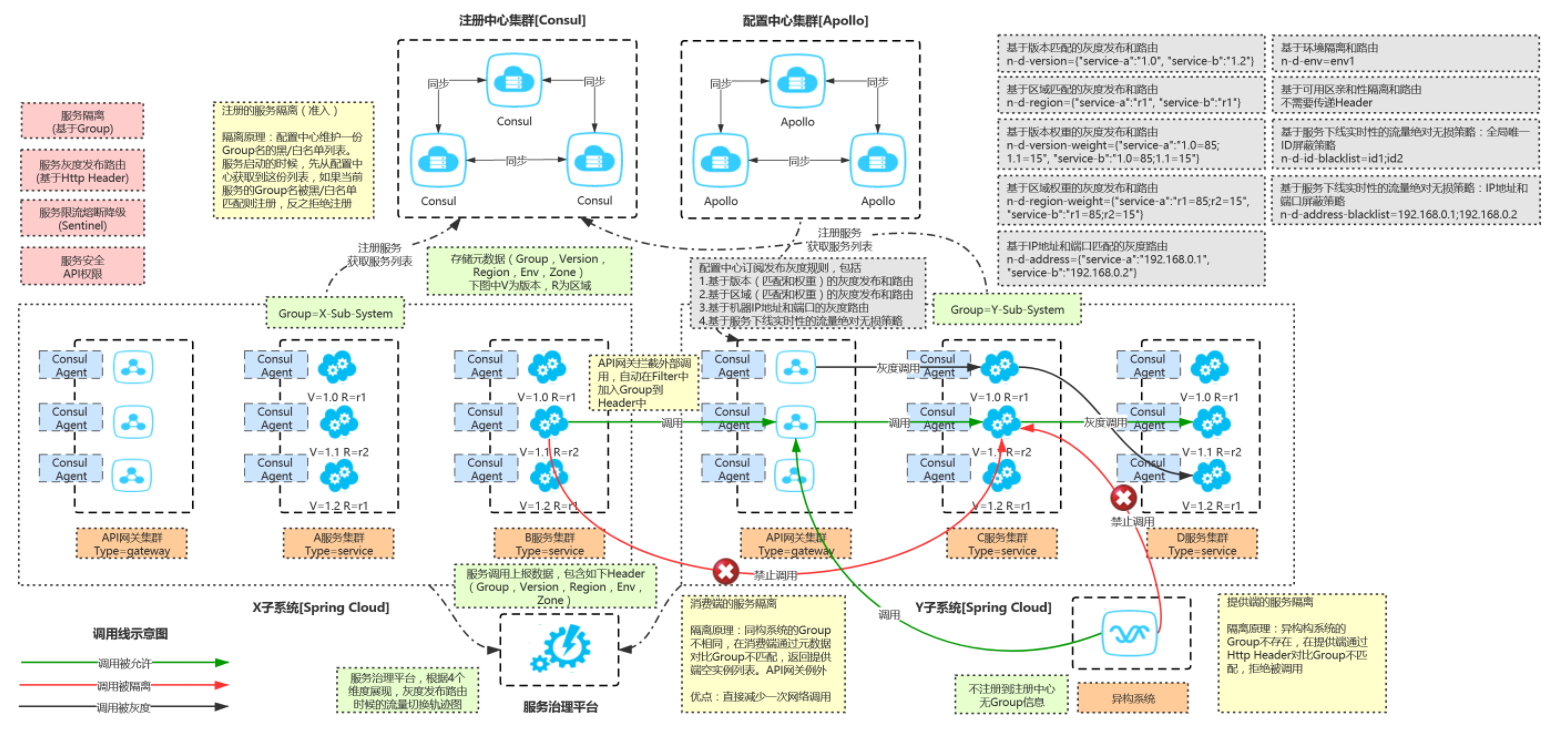 注册中心集群[Consul]
配置中心集群[Apollo]
同步
Consul
同步
同步
Consul
Consul
同步
Apollo
同步
同步
Apollo
Apollo
服务隔离
(基于Group)
服务灰度发布路由
(基于Http Header)
服务限流熔断降级
(Sentinel)
服务安全
API权限
注册的服务隔离（准入）
隔离原理：配置中心维护一份
Group名的黑/白名单列表。
服务启动的时候，先从配置中
心获取到这份列表，如果当前
服务的Group名被黑/白名单
匹配则注册，反之拒绝注册
基于版本匹配的灰度发布和路由
n-d-version={"service-a":"1.0", "service-b":"1.2"}
基于区域匹配的灰度发布和路由
n-d-region={"service-a":"r1", "service-b":"r1"}
基于版本权重的灰度发布和路由
n-d-version-weight={"service-a":"1.0=85;
1.1=15", "service-b":"1.0=85;1.1=15"}
基于区域权重的灰度发布和路由
n-d-region-weight={"service-a":"r1=85;r2=15",
"service-b":"r1=85;r2=15"}
基于IP地址和端口匹配的灰度路由
n-d-address={"service-a":"192.168.0.1",
"service-b":"192.168.0.2"}
基于环境隔离和路由
n-d-env=env1
基于可用区亲和性隔离和路由
不需要传递Header
基于服务下线实时性的流量绝对无损策略：全局唯一
ID屏蔽策略
n-d-id-blacklist=id1;id2
基于服务下线实时性的流量绝对无损策略：IP地址和
端口屏蔽策略
n-d-address-blacklist=192.168.0.1;192.168.0.2
注册服务
获取服务列表
注册服务
获取服务列表
存储元数据（Group，Version，
Region，Env，Zone）
下图中V为版本，R为区域
配置中心订阅发布灰度规则，包括
1.基于版本（匹配和权重）的灰度发布和路由
2.基于区域（匹配和权重）的灰度发布和路由
3.基于机器IP地址和端口的灰度路由
4.基于服务下线实时性的流量绝对无损策略
Group=X-Sub-System
Group=Y-Sub-System
Consul
Agent
Consul
Agent
Consul
Agent
API网关集群
Type=gateway
Consul
Agent
V=1.0 R=r1
Consul
Agent
V=1.1 R=r2
Consul
Agent
V=1.2 R=r1
A服务集群
Type=service
Consul
Agent
V=1.0 R=r1
Consul
Agent
V=1.1 R=r2
Consul
Agent
V=1.2 R=r1
B服务集群
Type=service
API网关拦截外部调
用，自动在Filter中
加入Group到
Header中
调用
Consul
Agent
Consul
Agent
Consul
Agent
API网关集群
Type=gateway
灰度调用
调用
Consul
Agent
V=1.0 R=r1
Consul
Agent
V=1.1 R=r2
Consul
Agent
V=1.2 R=r1
C服务集群
Type=service
灰度调用
Consul
Agent
V=1.0 R=r1
Consul
Agent
V=1.1 R=r2
Consul
Agent
V=1.2 R=r1
D服务集群
Type=service
禁止调用
禁止调用
调用
服务调用上报数据，包含如下Header
（Group，Version，Region，Env，
Zone）
X子系统[Spring Cloud]
Y子系统[Spring Cloud]
调用线示意图
调用被允许
调用被隔离
调用被灰度
服务治理平台，根据4个
维度展现，灰度发布路由
时候的流量切换轨迹图
服务治理平台
消费端的服务隔离
隔离原理：同构系统的Group
不相同，在消费端通过元数据
对比Group不匹配，返回提供
端空实例列表。API网关例外
优点：直接减少一次网络调用
不注册到注册中心
无Group信息
异构系统
提供端的服务隔离
隔离原理：异构构系统的
Group不存在，在提供端通过
Http Header对比Group不匹
配，拒绝被调用